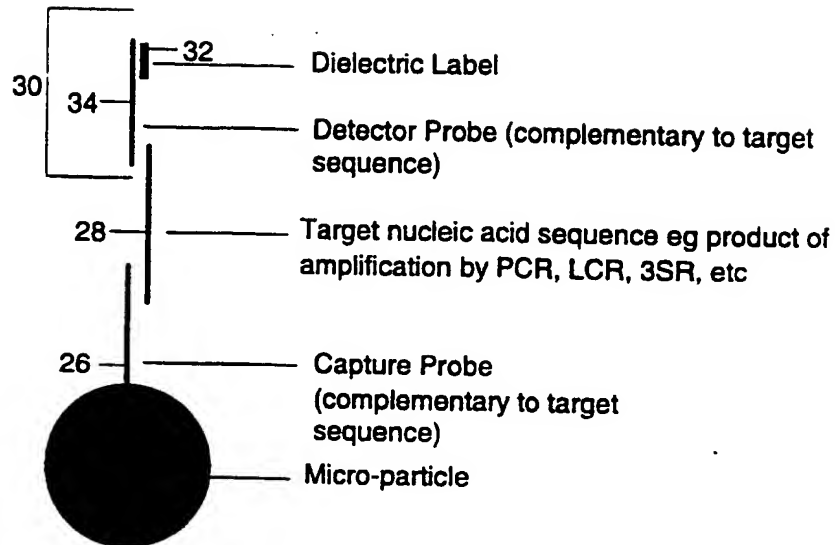 32
Dielectric Label
30
34
Detector Probe (complementary to target
sequence)
28
Target nucleic acid sequence eg product of
amplification by PCR, LCR, 3SR, etc
26
Capture Probe
(complementary to target
sequence)
Micro-particle